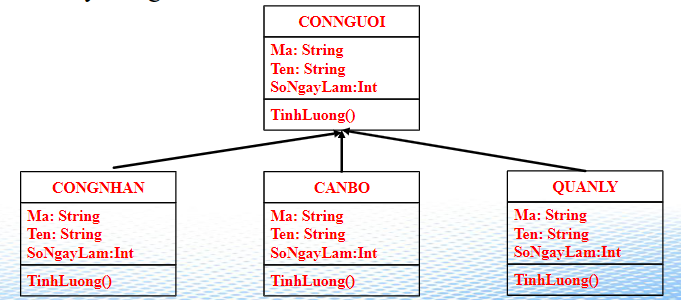 CONNGUOI
Ma: String
Ten: String
SoNgayLam:Int
TinhLuong()
CONGNHAN
Ma: String
Ten: String
SoNgayLam:Int
TinhLuong()
CANBO
Ma: String
Ten: String
SoNgayLam:Int
TinhLuong()
QUANLY
Ma: String
Ten: String
SoNgayLam:Int
TinhLuong()